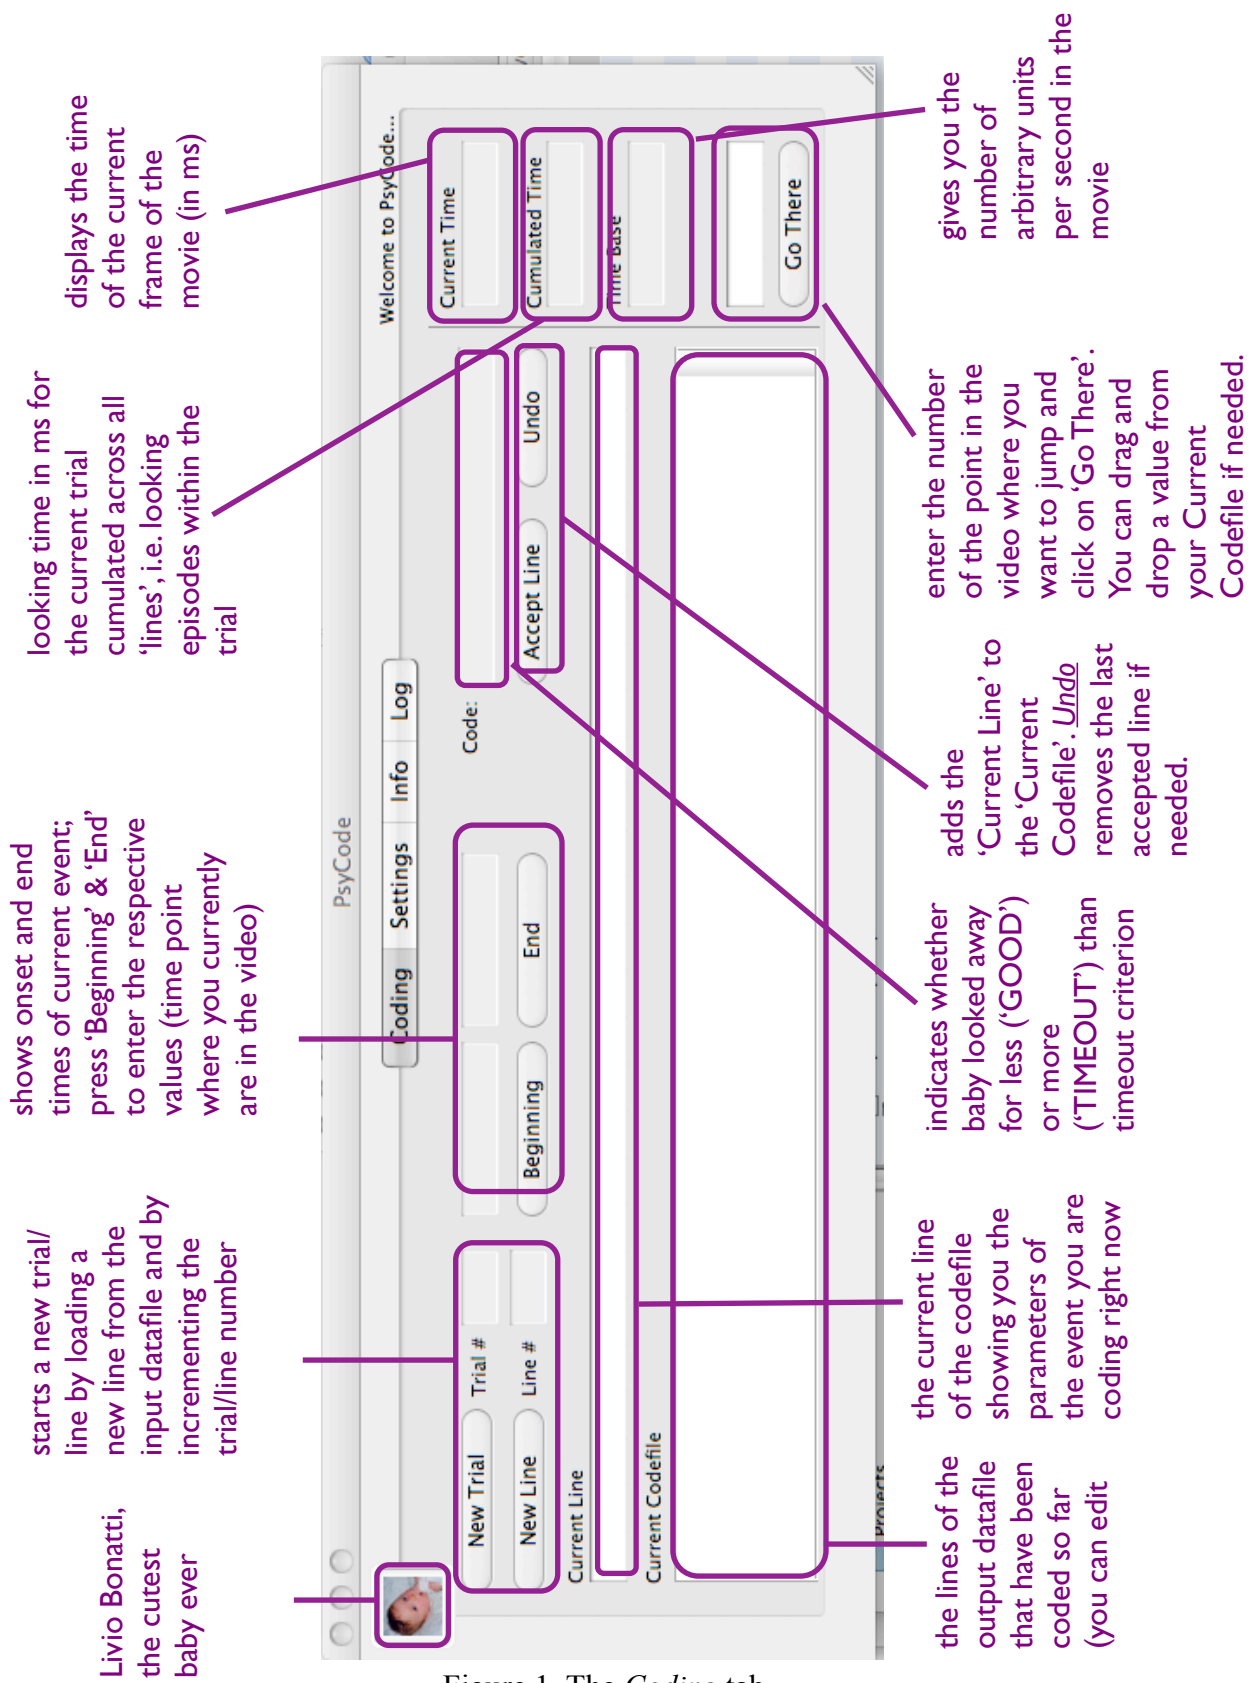 Livio Bonatti,
the cutest
baby ever
starts a new trial/
line by loading a
new line from the
input datafile and by
incrementing the
trial/line number
shows onset and end
times of current event;
press ‘Beginning’ & ‘End’
to enter the respective
values (time point
where you currently
are in the video)
looking time in ms for
the current trial
cumulated across all
‘lines’, i.e. looking
episodes within the
trial
displays the time
of the current
frame of the
movie (in ms)
PsyCode
Coding Settings Info Log
Welcome to PsyCode...
New Trial Trial #
New Line Line #
Beginning End
Code:
Accept Line Undo
Current Time
Cumulated Time
Time Base
Go There
Current Line
Current Codefile
Projects
the lines of the
output datafile
that have been
coded so far
(you can edit
the current line
of the codefile
showing you the
parameters of
the event you are
coding right now
indicates whether
baby looked away
for less (‘GOOD’)
or more
(‘TIMEOUT’) than
timeout criterion
adds the
‘Current Line’ to
the ‘Current
Codefile’. Undo
removes the last
accepted line if
needed.
enter the number
of the point in the
video where you
want to jump and
click on ‘Go There’.
You can drag and
drop a value from
your Current
Codefile if needed.
gives you the
number of
arbitrary units
per second in the
movie
Figure 1. The Coding tab